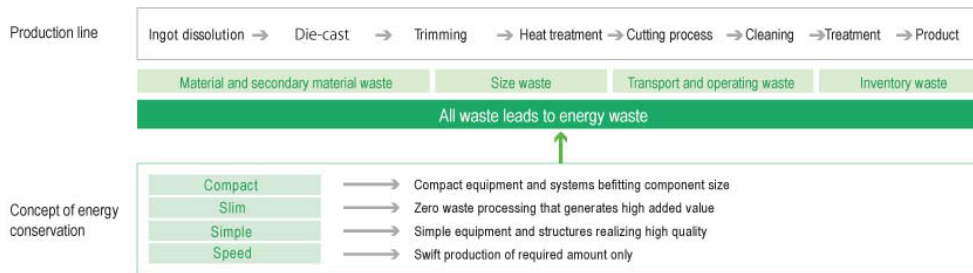 Production line
Ingot dissolution → Die-cast → Trimming → Heat treatment → Cutting process → Cleaning → Treatment → Product
Material and secondary material waste Size waste Transport and operating waste Inventory waste
All waste leads to energy waste
Concept of energy
conservation
Compact → Compact equipment and systems befitting component size
Slim → Zero waste processing that generates high added value
Simple → Simple equipment and structures realizing high quality
Speed → Swift production of required amount only